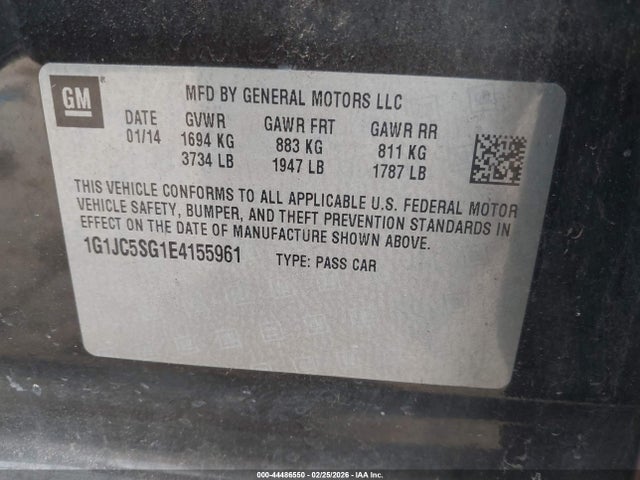 GM
MFD BY GENERAL MOTORS LLC
DATE GVWR GAWR FRT GAWR RR
01/14 1694 KG 883 KG 811 KG
3734 LB 1947 LB 1787 LB
THIS VEHICLE CONFORMS TO ALL APPLICABLE U.S. FEDERAL MOTOR
VEHICLE SAFETY, BUMPER, AND THEFT PREVENTION STANDARDS IN
EFFECT ON THE DATE OF MANUFACTURE SHOWN ABOVE.
1G1JC5SG1E4155961 TYPE: PASS CAR
000-44486550 - 02/25/2026 - IAA Inc.